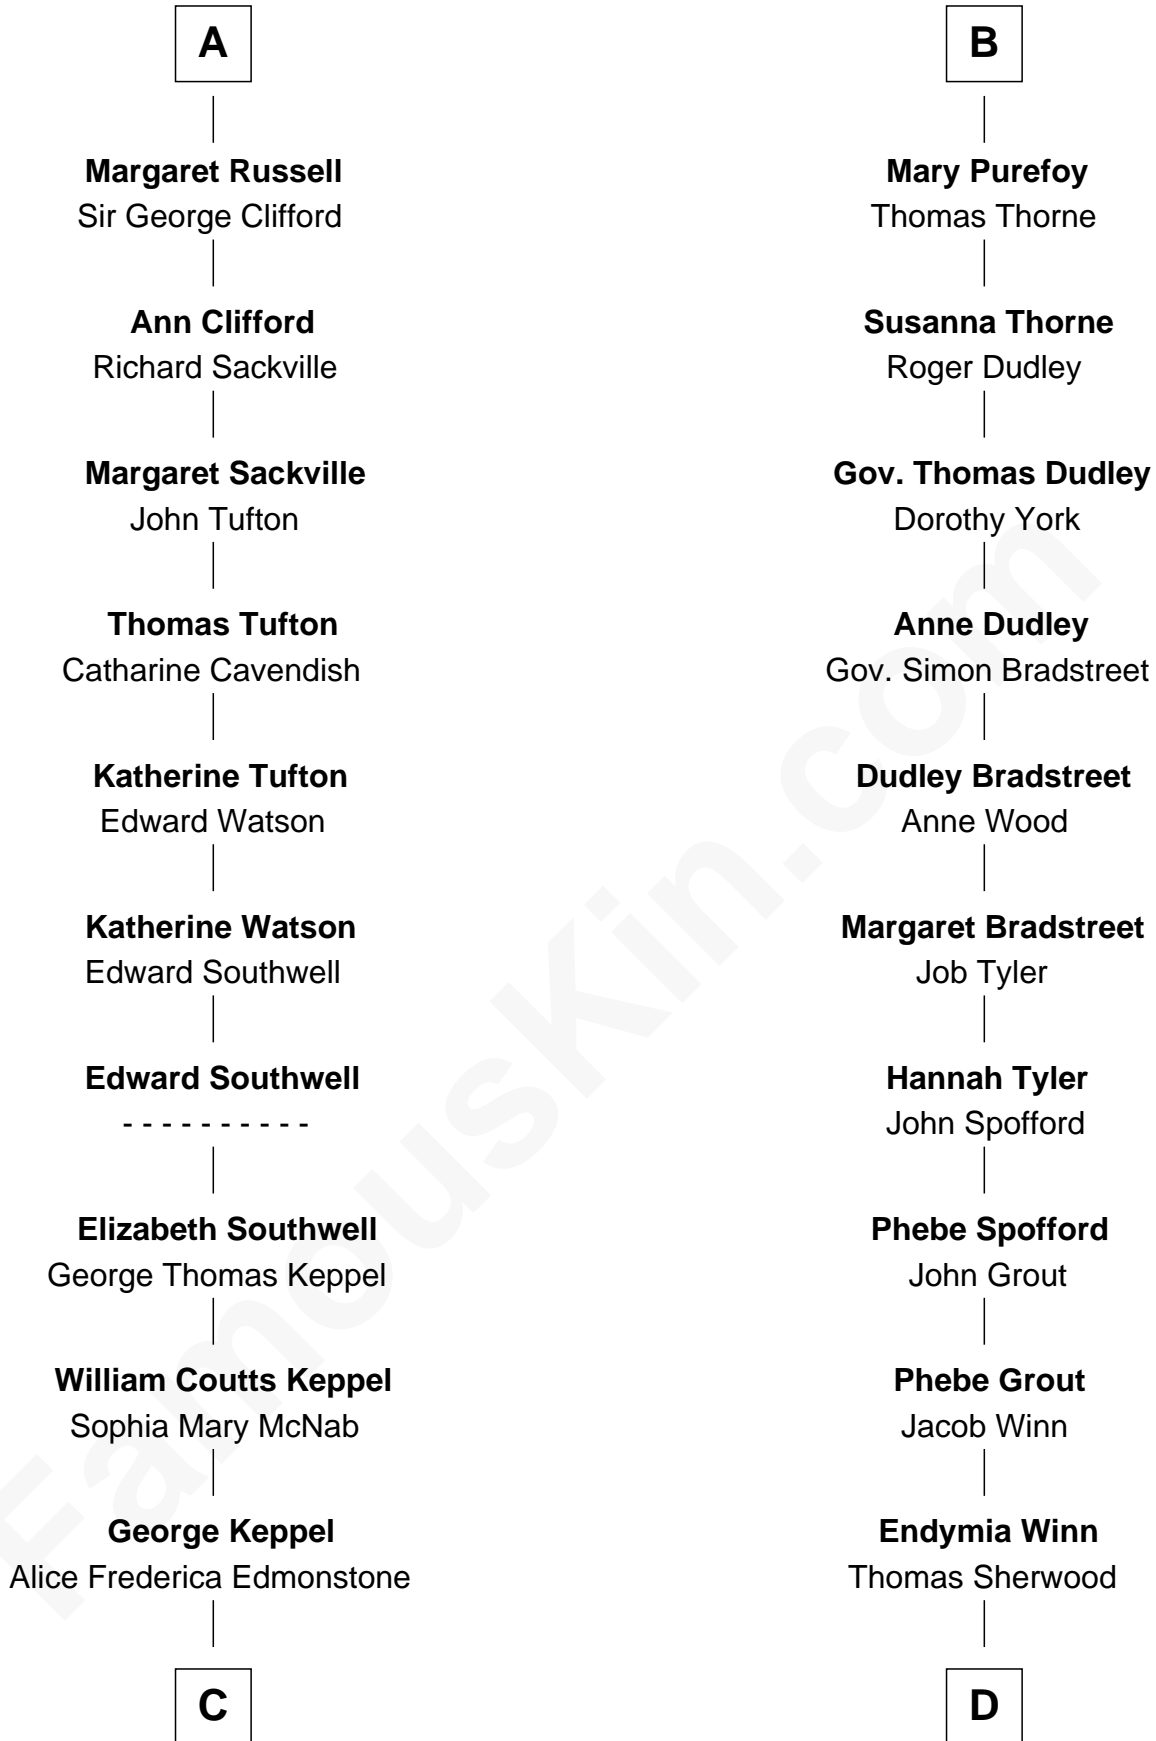 A
Margaret Russell
Sir George Clifford
Ann Clifford
Richard Sackville
Margaret Sackville
John Tufton
Thomas Tufton
Catharine Cavendish
Katherine Tufton
Edward Watson
Katherine Watson
Edward Southwell
Edward Southwell
- - - - - - - - - -
Elizabeth Southwell
George Thomas Keppel
William Coutts Keppel
Sophia Mary McNab
George Keppel
Alice Frederica Edmonstone
C
B
Mary Purefoy
Thomas Thorne
Susanna Thorne
Roger Dudley
Gov. Thomas Dudley
Dorothy York
Anne Dudley
Gov. Simon Bradstreet
Dudley Bradstreet
Anne Wood
Margaret Bradstreet
Job Tyler
Hannah Tyler
John Spofford
Phebe Spofford
John Grout
Phebe Grout
Jacob Winn
Endymia Winn
Thomas Sherwood
D
FamousKin.com